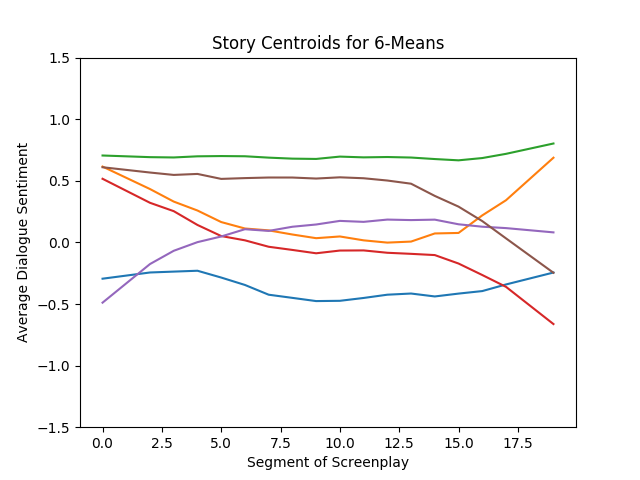 Story Centroids for 6-Means
1.5
1.0
0.5
0.0
−0.5
−1.0
−1.5
Average Dialogue Sentiment
0.0 2.5 5.0 7.5 10.0 12.5 15.0 17.5
Segment of Screenplay